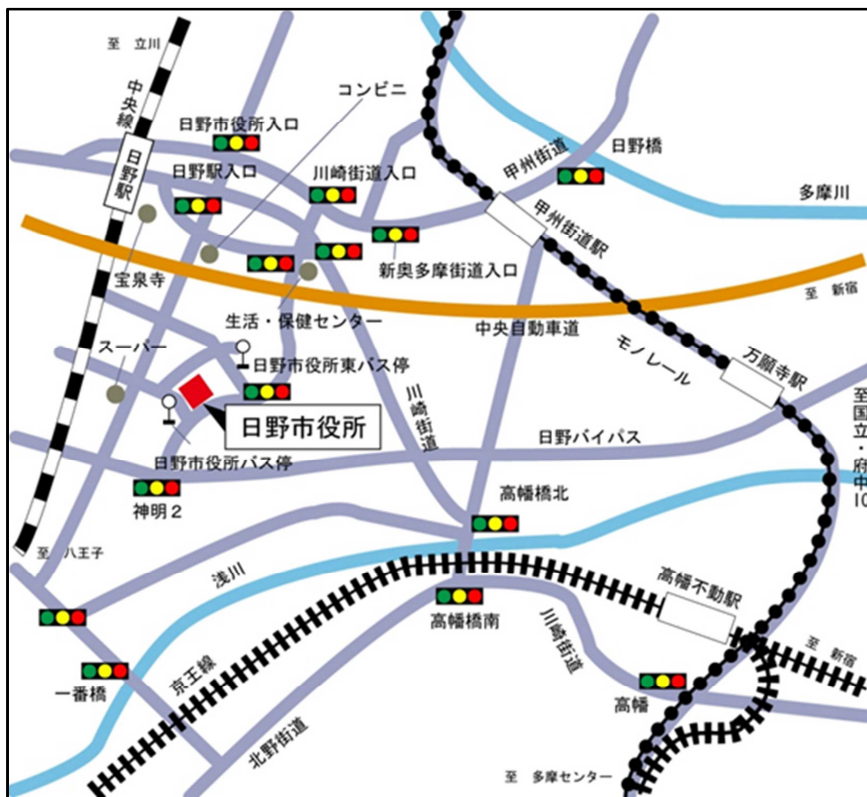 至 立川
中央線
日野駅
日野市役所入口
コンビニ
日野駅入口
川崎街道入口
甲州街道
日野橋
多摩川
甲州街道駅
新奥多摩街道入口
宝泉寺
至 新宿
生活・保健センター
中央自動車道
モノレール
万願寺駅
スーパー
日野市役所東バス停
川崎街道
日野市役所
日野バイパス
至国立・府中IC
日野市役所バス停
神明2
高幡橋北
至 八王子
浅川
高幡不動駅
高幡橋南
川崎街道
至 新宿
京王線
一番橋
高幡
北野街道
至 多摩センター